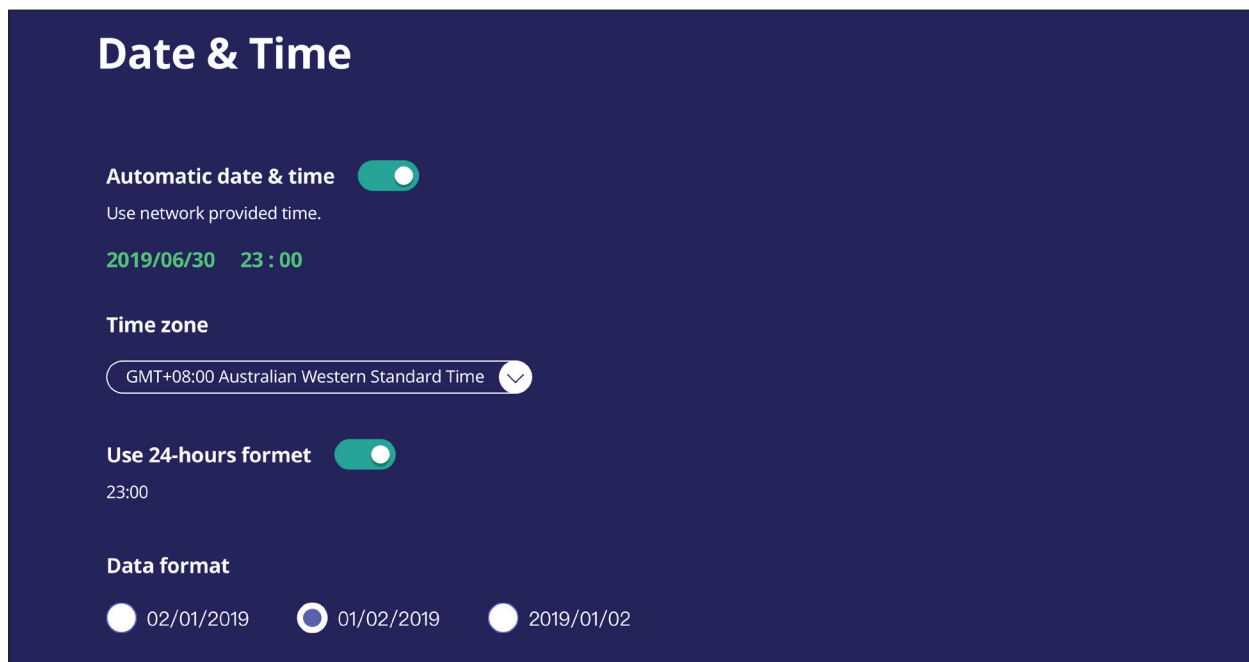 Date & Time
Automatic date & time
Use network provided time.
2019/06/30 23 : 00
Time zone
GMT+08:00 Australian Western Standard Time
Use 24-hours formet
23:00
Data format
02/01/2019 01/02/2019 2019/01/02